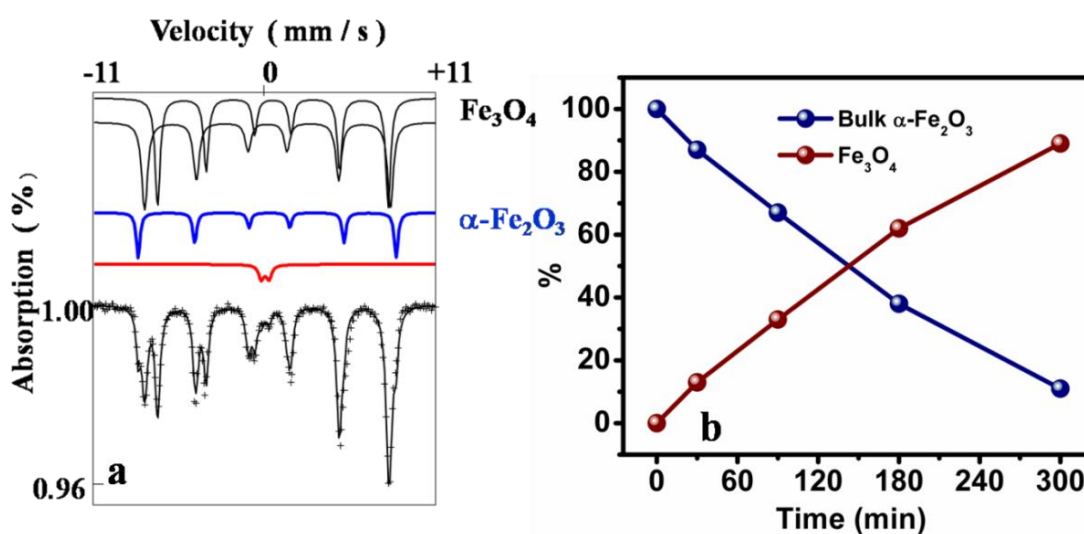 Velocity ( mm / s )
-11 0 +11
Fe₃O₄
α-Fe₂O₃
Absorption ( % )
1.00
0.96
a
100
80
60
40
20
0
%
Bulk α-Fe₂O₃
Fe₃O₄
b
0 60 120 180 240 300
Time (min)